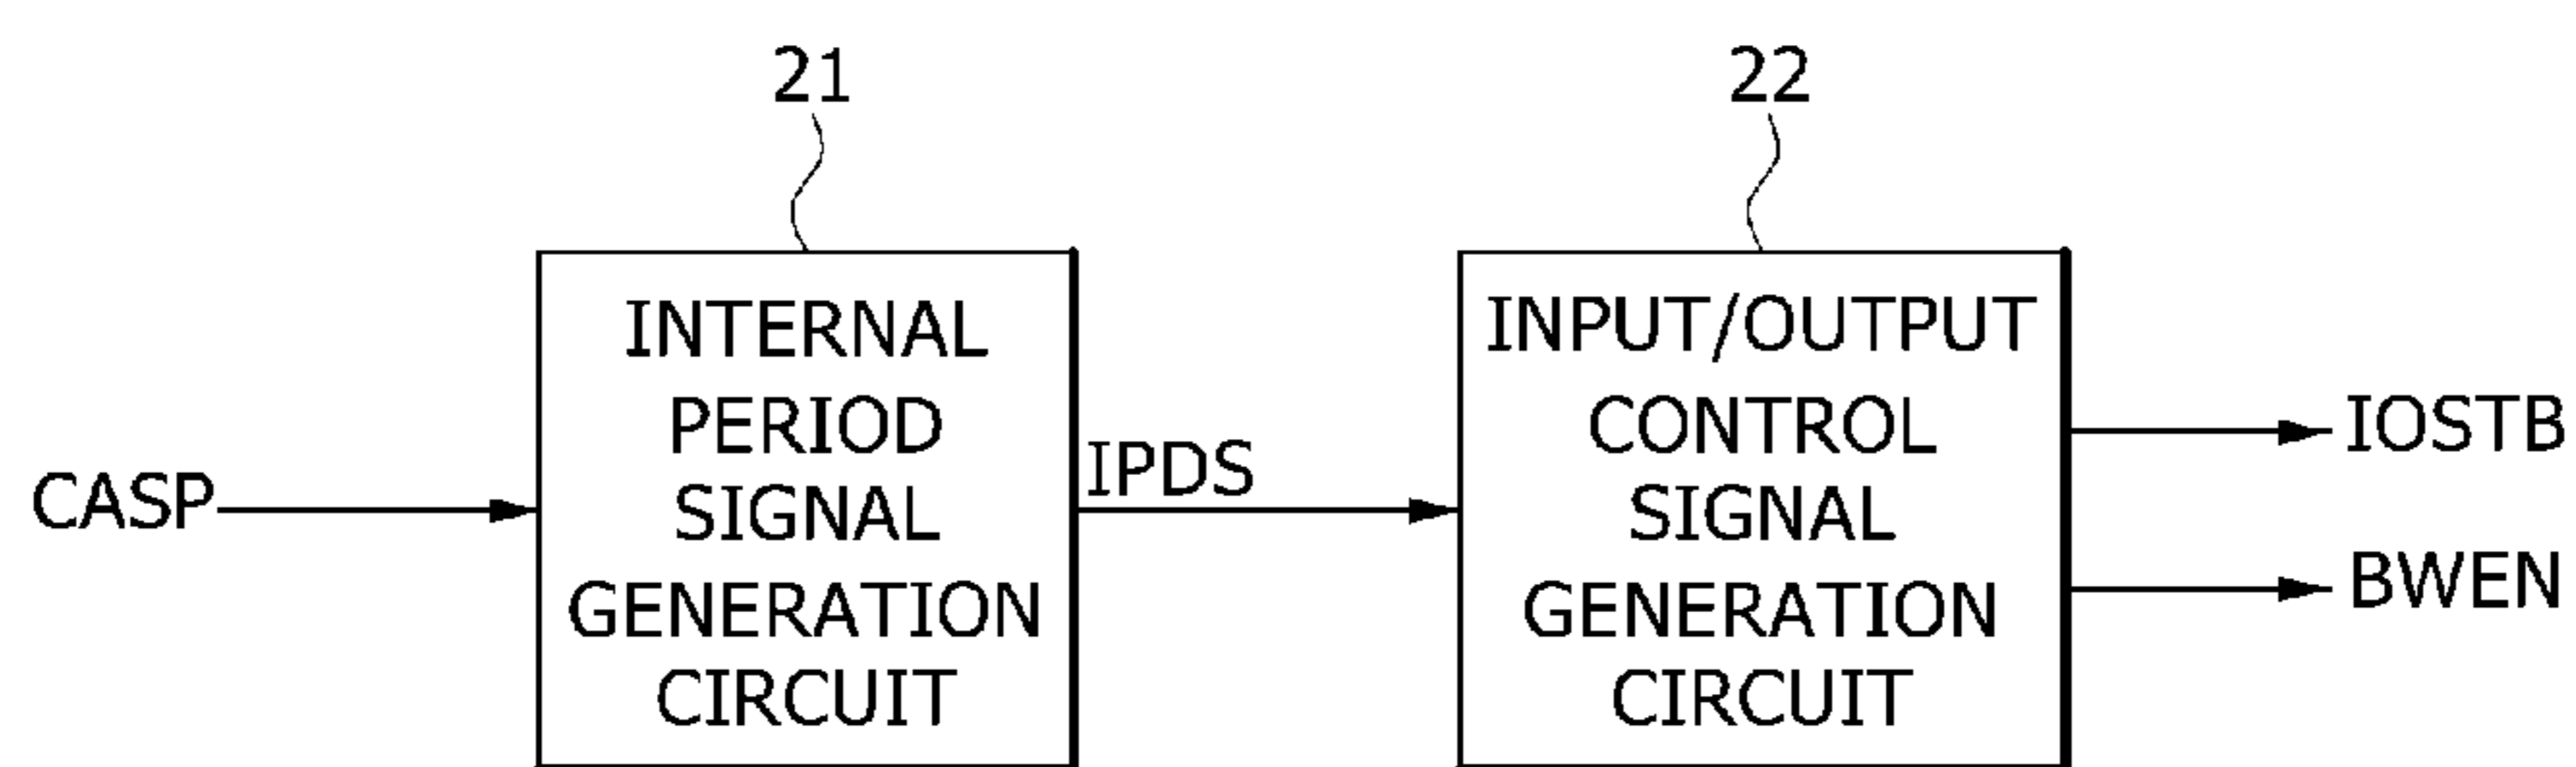 21
22
INTERNAL
PERIOD
SIGNAL
GENERATION
CIRCUIT
INPUT/OUTPUT
CONTROL
SIGNAL
GENERATION
CIRCUIT
CASP
IPDS
IOSTB
BWEN